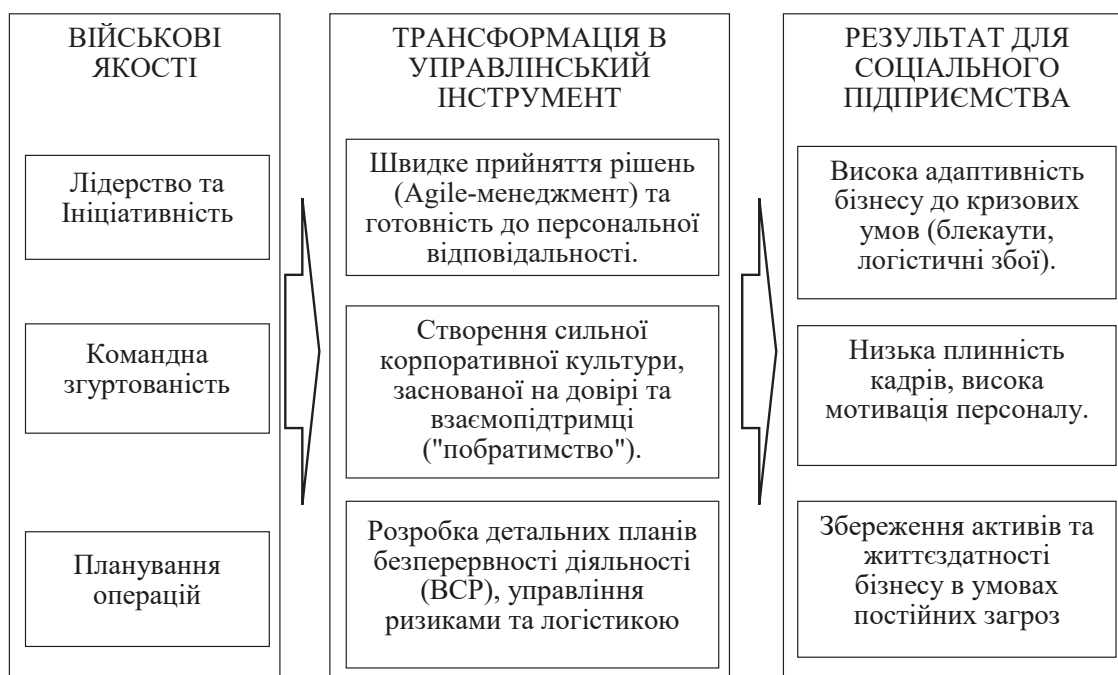 ВІЙСЬКОВІ
ЯКОСТІ
Лідерство та
Ініціативність
Командна
згуртованість
Планування
операцій
ТРАНСФОРМАЦІЯ В
УПРАВЛІНСЬКИЙ
ІНСТРУМЕНТ
Швидке прийняття рішень
(Agile-менеджмент) та
готовність до персональної
відповідальності.
Створення сильної
корпоративної культури,
заснованої на довірі та
взаємопідтримці
("побратимство").
Розробка детальних планів
безперервності діяльності
(BCP), управління
ризиками та логістикою
РЕЗУЛЬТАТ ДЛЯ
СОЦІАЛЬНОГО
ПІДПРИЄМСТВА
Висока адаптивність
бізнесу до кризових
умов (блекаути,
логістичні збої).
Низька плинність
кадрів, висока
мотивація персоналу.
Збереження активів та
життєздатності
бізнесу в умовах
постійних загроз